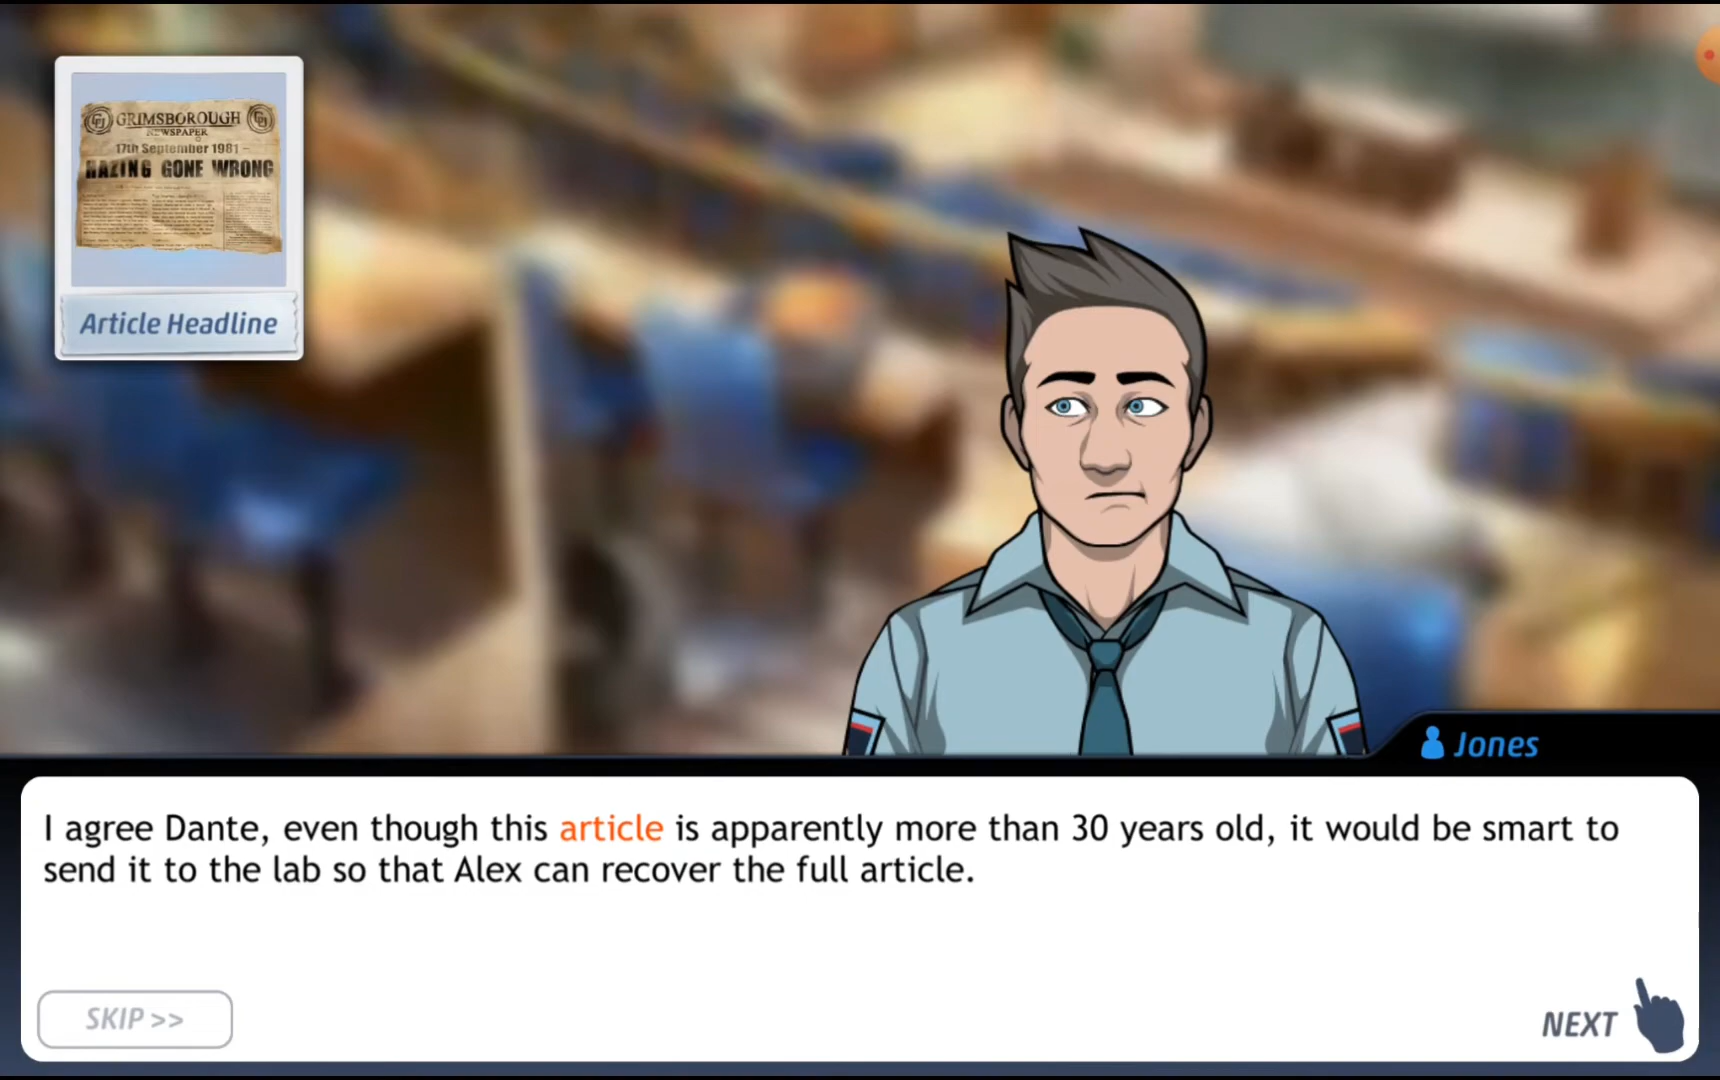 GRIMSBOROUGH
NEWSPAPER
17th September 1981 -
HAZING GONE WRONG
Article Headline
Jones
I agree Dante, even though this article is apparently more than 30 years old, it would be smart to
send it to the lab so that Alex can recover the full article.
SKIP >>
NEXT